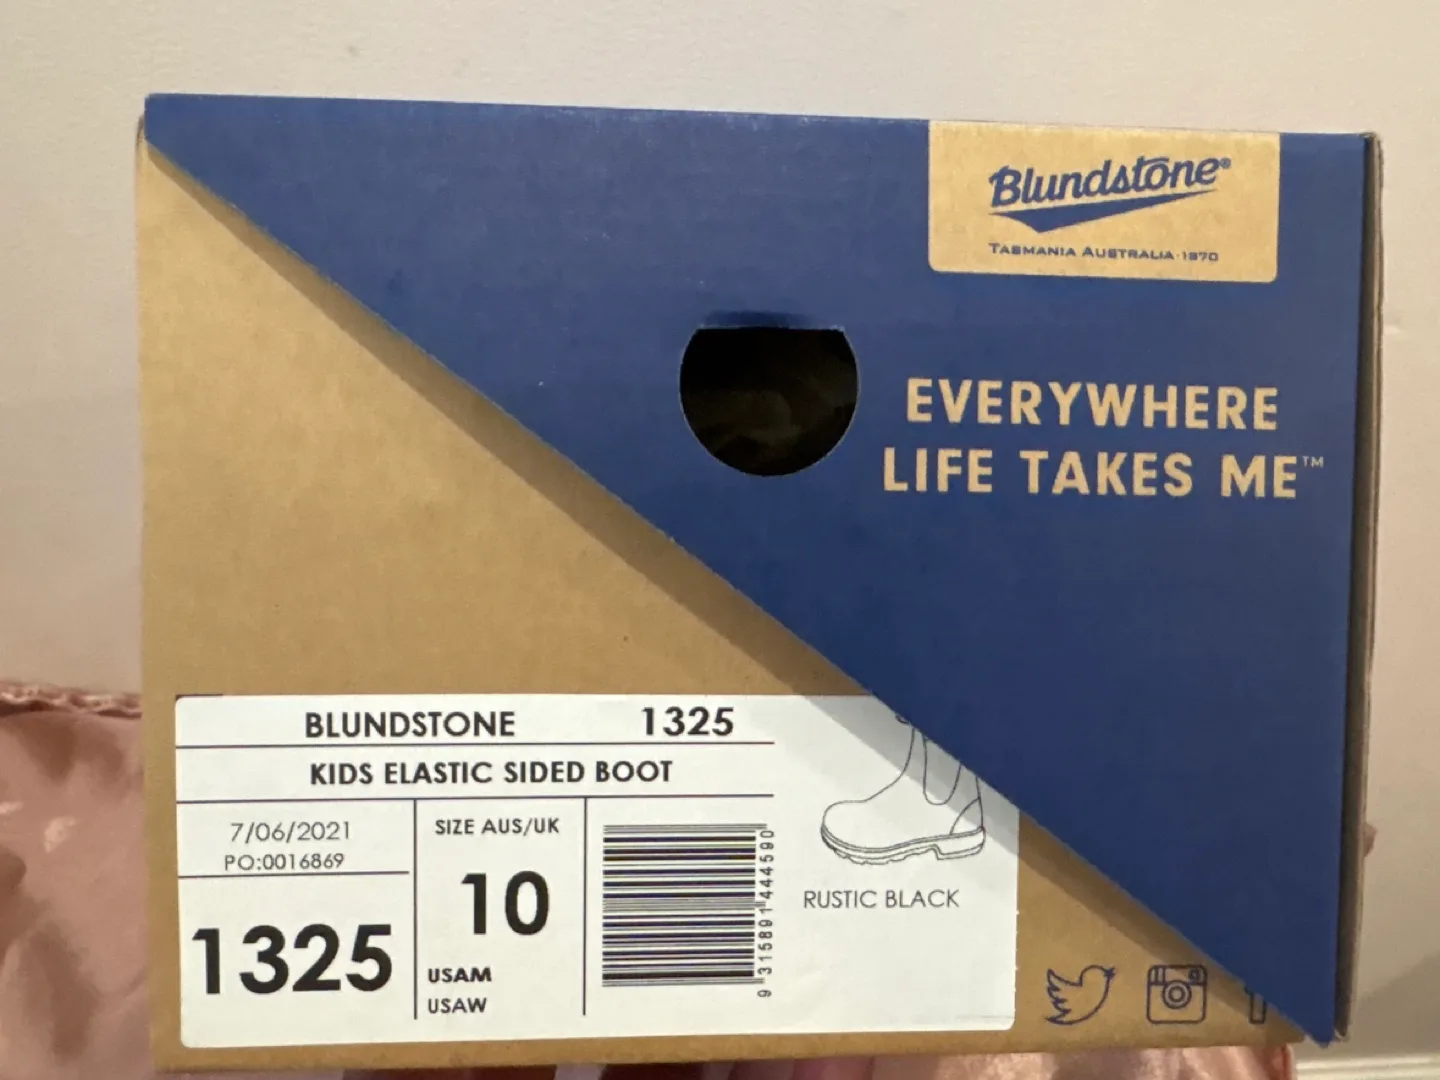 Blundstone®
TASMANIA AUSTRALIA·1870
EVERYWHERE
LIFE TAKES ME™
BLUNDSTONE 1325
KIDS ELASTIC SIDED BOOT
7/06/2021
PO:0016869
1325
SIZE AUS/UK
10
USAM
USAW
9 315891 444590
RUSTIC BLACK